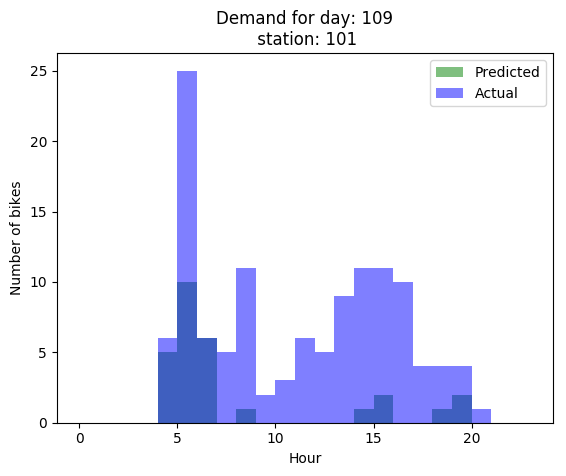 Demand for day: 109
station: 101
Predicted
Actual
Number of bikes
25
20
15
10
5
0
0 5 10 15 20
Hour